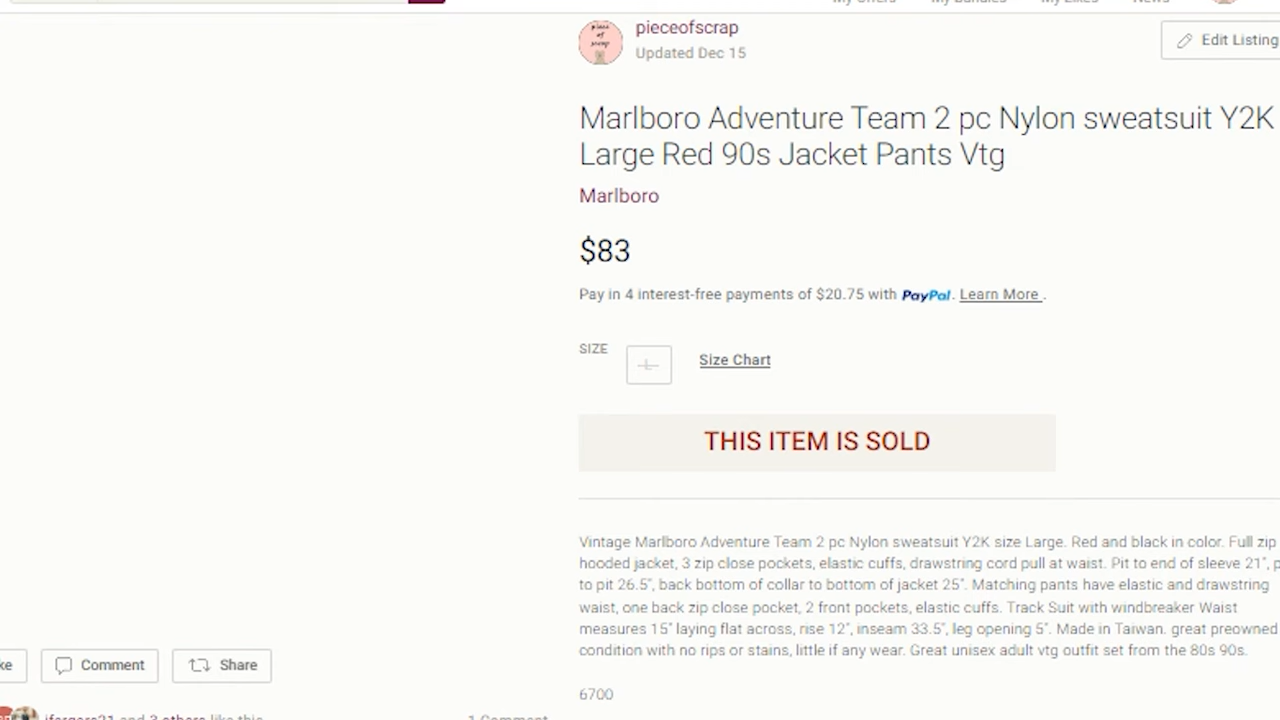 pieceofscrap
Updated Dec 15
Edit Listing
Marlboro Adventure Team 2 pc Nylon sweatsuit Y2K
Large Red 90s Jacket Pants Vtg
Marlboro
$83
Pay in 4 interest-free payments of $20.75 with PayPal. Learn More .
SIZE
L
Size Chart
THIS ITEM IS SOLD
Vintage Marlboro Adventure Team 2 pc Nylon sweatsuit Y2K size Large. Red and black in color. Full zip
hooded jacket, 3 zip close pockets, elastic cuffs, drawstring cord pull at waist. Pit to end of sleeve 21", p
to pit 26.5", back bottom of collar to bottom of jacket 25". Matching pants have elastic and drawstring
waist, one back zip close pocket, 2 front pockets, elastic cuffs. Track Suit with windbreaker Waist
measures 15" laying flat across, rise 12", inseam 33.5", leg opening 5". Made in Taiwan. great preowned
condition with no rips or stains, little if any wear. Great unisex adult vtg outfit set from the 80s 90s.
6700
ke
Comment
Share
and 3 others like this
1 Comment